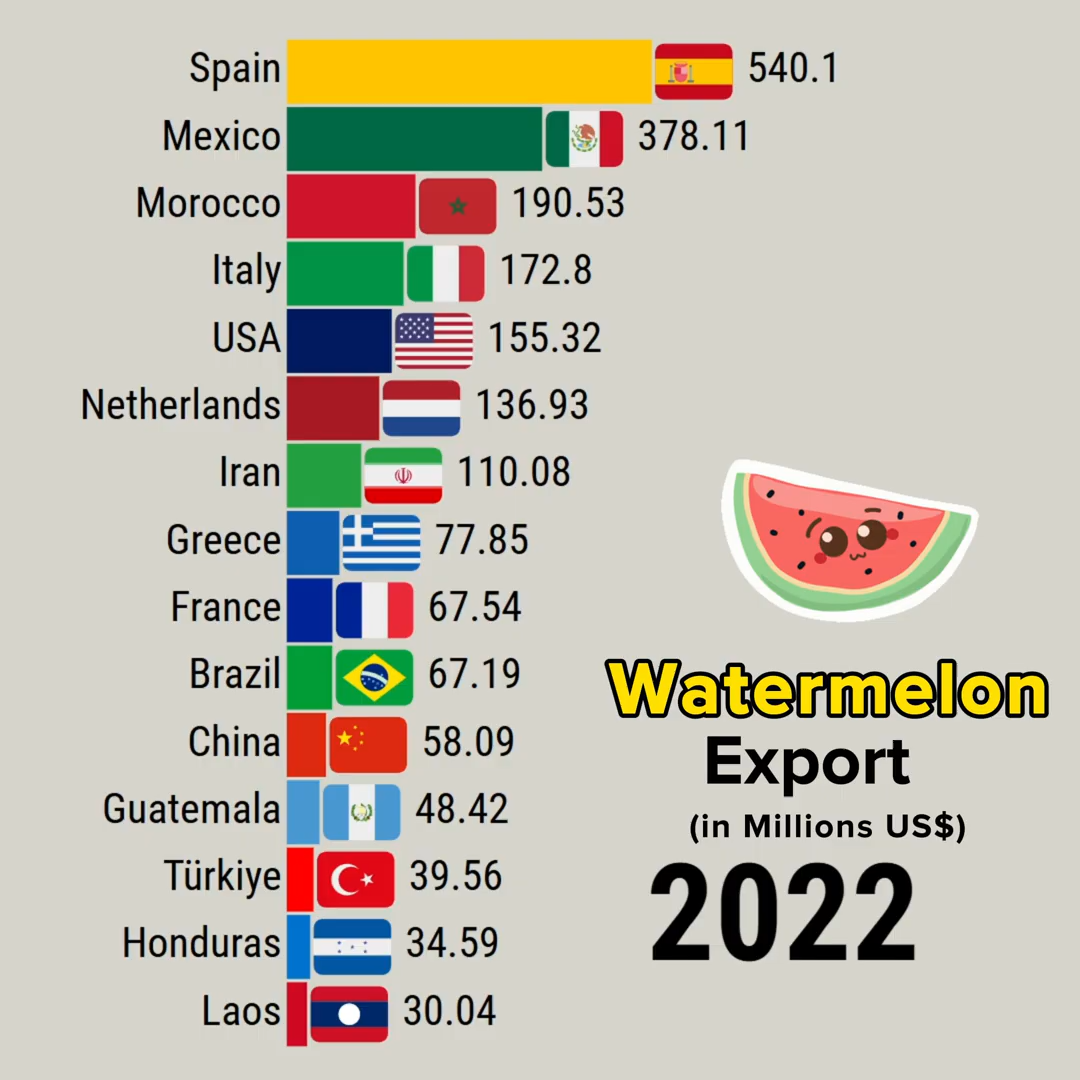 Spain 540.1
Mexico 378.11
Morocco 190.53
Italy 172.8
USA 155.32
Netherlands 136.93
Iran 110.08
Greece 77.85
France 67.54
Brazil 67.19
China 58.09
Guatemala 48.42
Türkiye 39.56
Honduras 34.59
Laos 30.04
Watermelon
Export
(in Millions US$)
2022